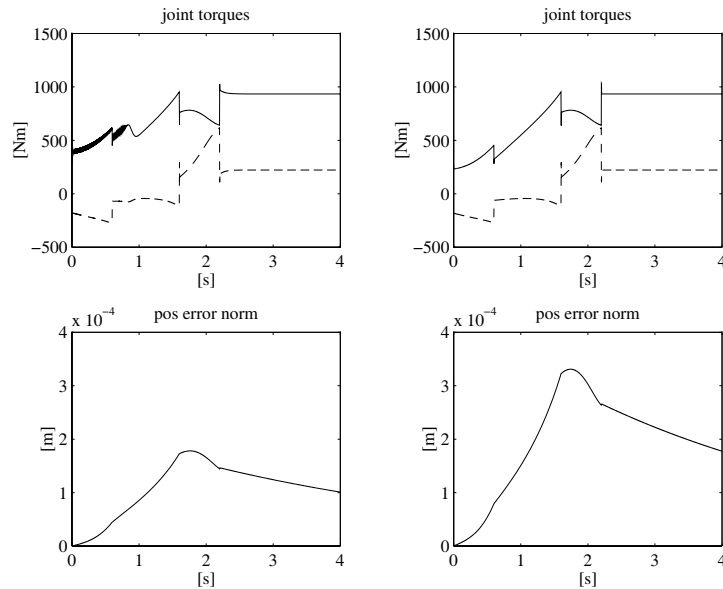 joint torques
1500
1000
500
0
−500
[Nm]
0 1 2 3 4
[s]
joint torques
1500
1000
500
0
−500
[Nm]
0 1 2 3 4
[s]
x 10−4
pos error norm
4
3
2
1
0
[m]
0 1 2 3 4
[s]
x 10−4
pos error norm
4
3
2
1
0
[m]
0 1 2 3 4
[s]